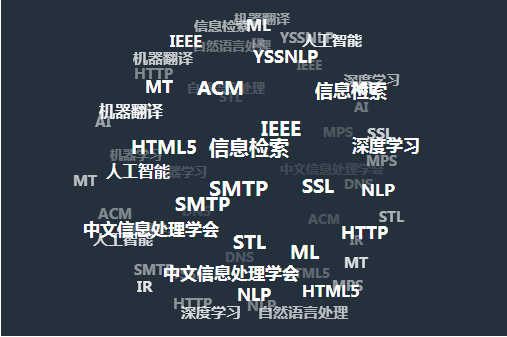 机器翻译
信息检索 ML
IEEE YSSNLP 人工智能
自然语言处理 IR
机器翻译 IEEE
HTTP 深度学习
MT ACM 自然语言处理 信息检索
STL AI
机器翻译
AI IEEE MPS SSL
HTML5 信息检索 深度学习
机器学习 MPS
人工智能 机器学习 中文信息处理学会
MT SMTP SSL DNS NLP
SMTP DNS
ACM ACM STL
中文信息处理学会 HTTP
人工智能 STL IR
ML
DNS MT
SMTP 中文信息处理学会 HTML5
IR NLP HTML5 MPS
HTTP NLP
深度学习 自然语言处理